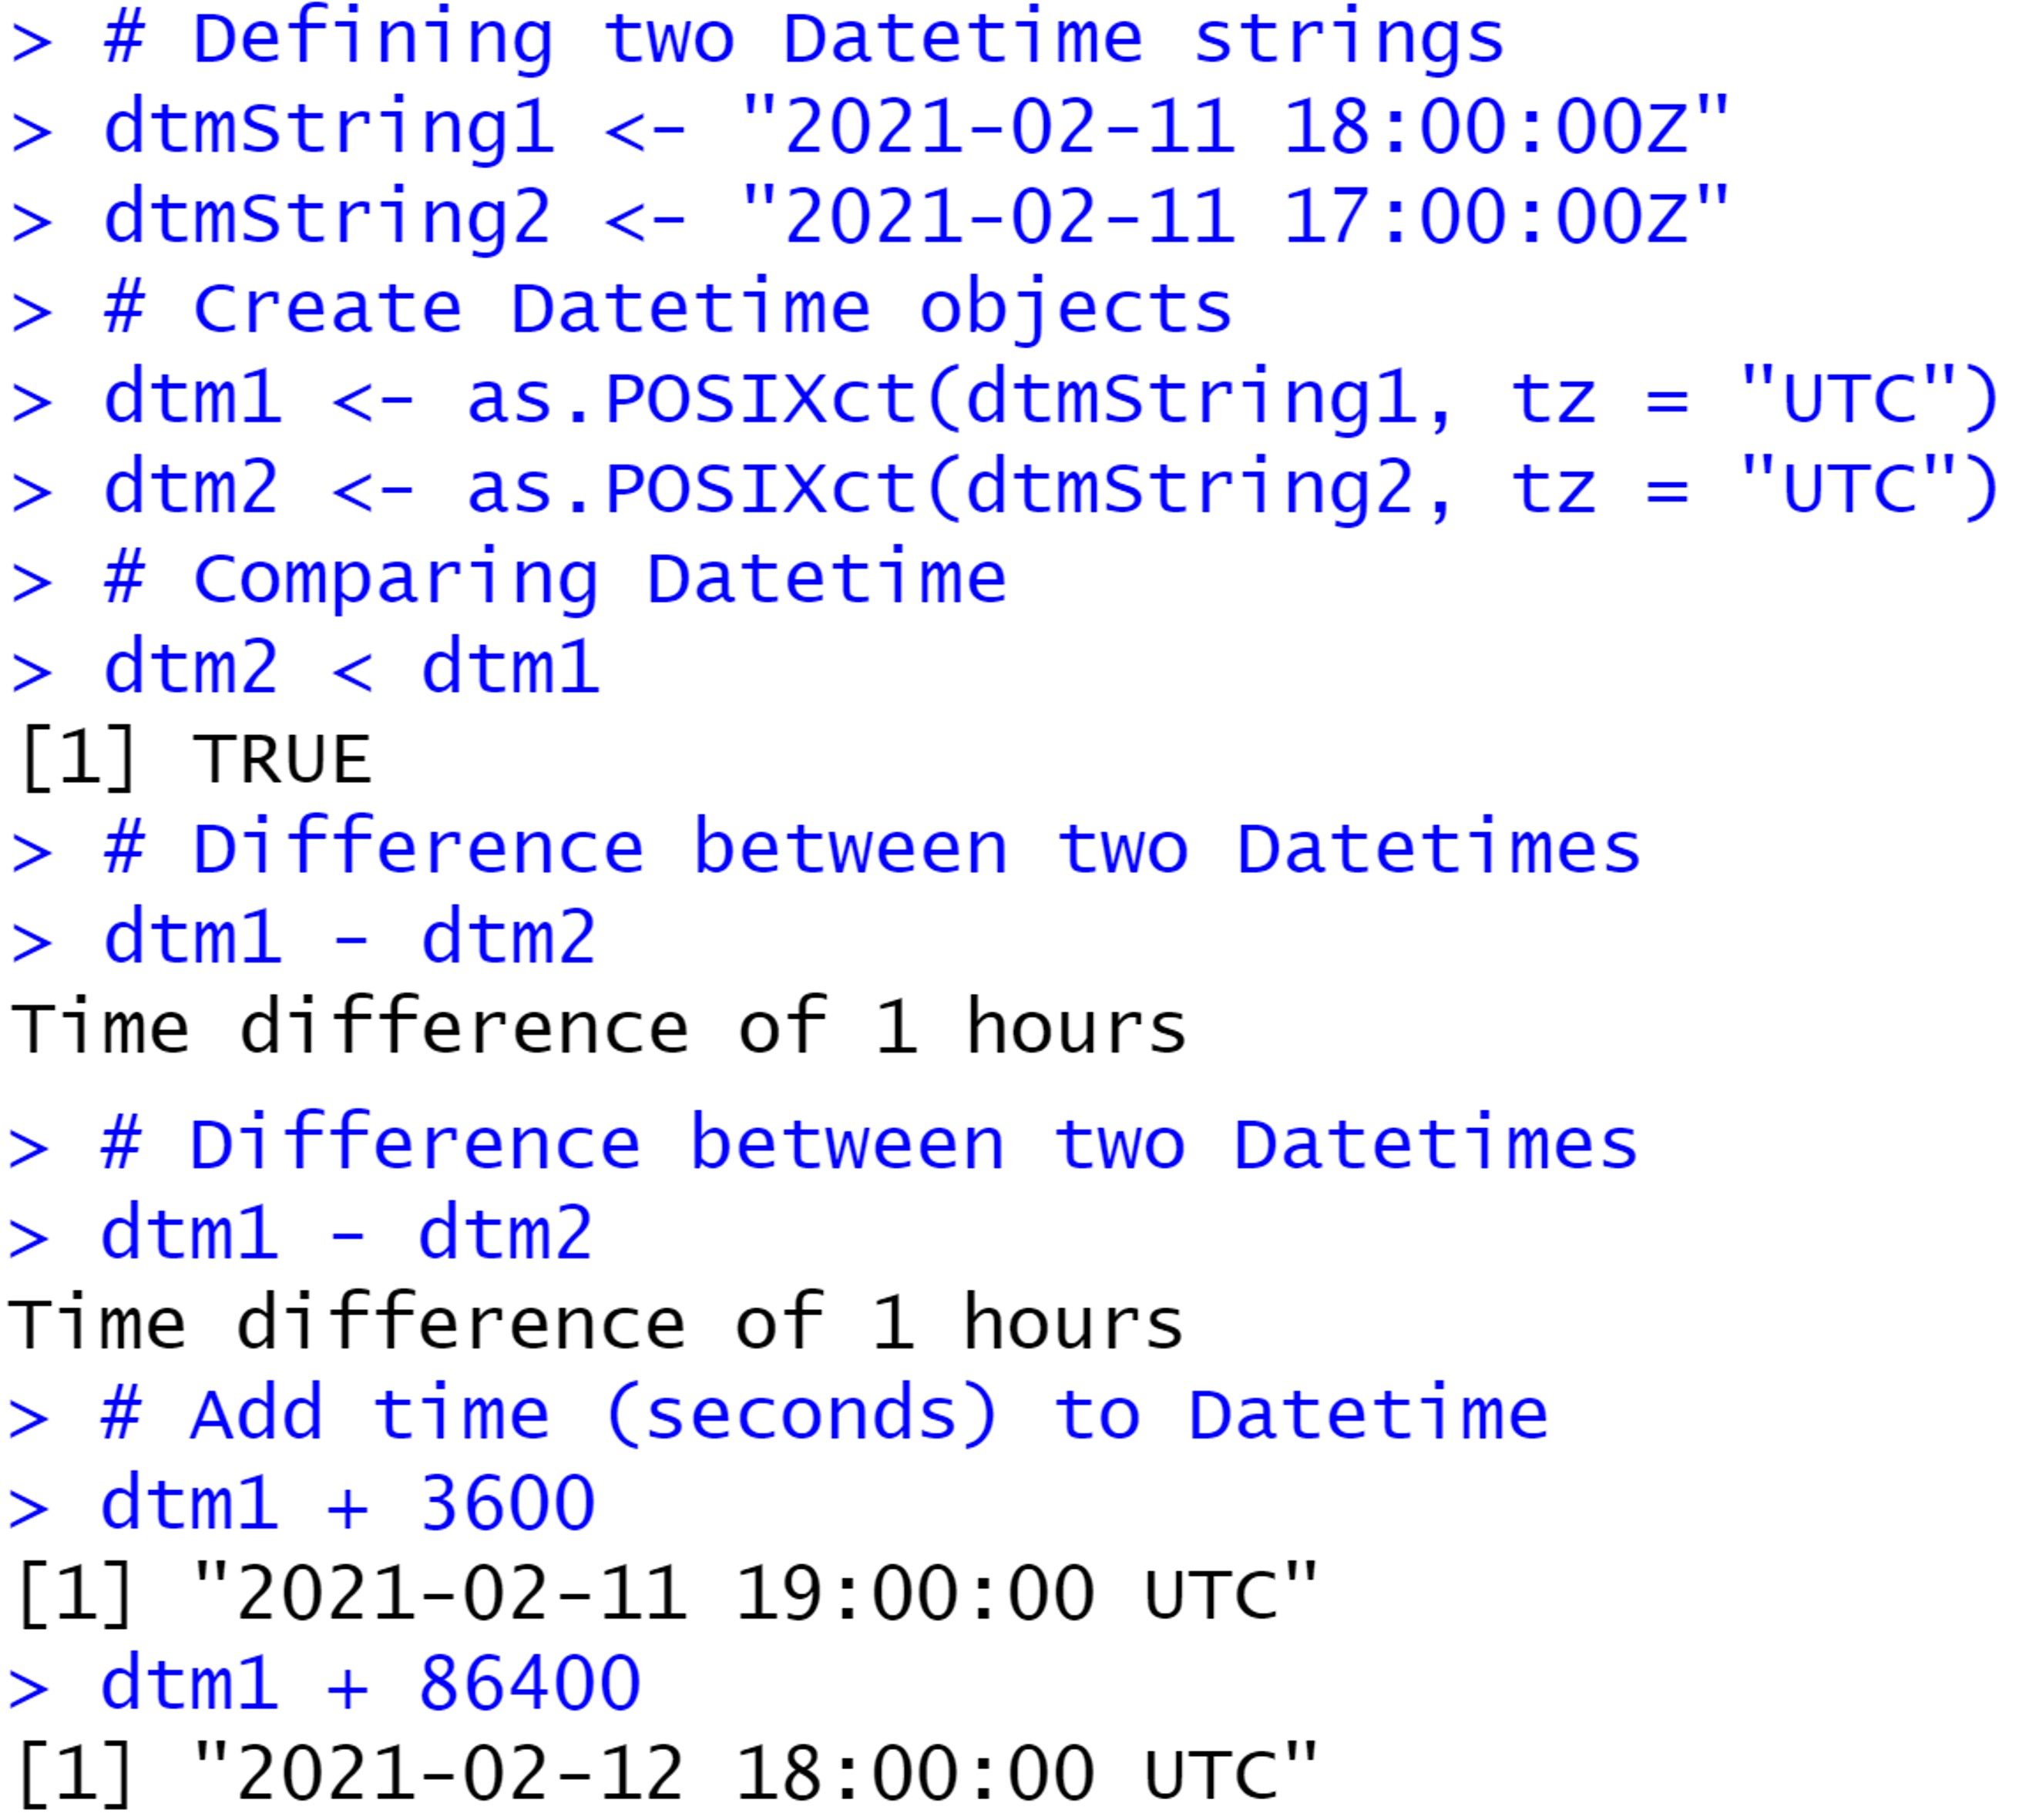 > # Defining two Datetime strings
> dtmString1 <- "2021-02-11 18:00:00Z"
> dtmString2 <- "2021-02-11 17:00:00Z"
> # Create Datetime objects
> dtm1 <- as.POSIXct(dtmString1, tz = "UTC")
> dtm2 <- as.POSIXct(dtmString2, tz = "UTC")
> # Comparing Datetime
> dtm2 < dtm1
[1] TRUE
> # Difference between two Datetimes
> dtm1 - dtm2
Time difference of 1 hours
> # Difference between two Datetimes
> dtm1 - dtm2
Time difference of 1 hours
> # Add time (seconds) to Datetime
> dtm1 + 3600
[1] "2021-02-11 19:00:00 UTC"
> dtm1 + 86400
[1] "2021-02-12 18:00:00 UTC"